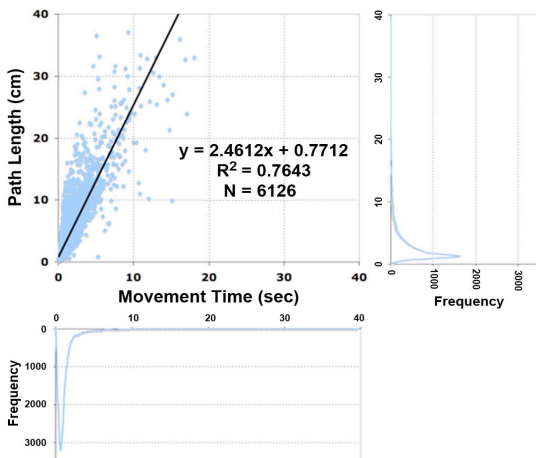 40
30
20
10
0
Path Length (cm)
y = 2.4612x + 0.7712
R² = 0.7643
N = 6126
0 10 20 30 40
Movement Time (sec)
40
30
20
10
0
0 1000 2000 3000
Frequency
0 10 20 30 40
0
1000
2000
3000
Frequency